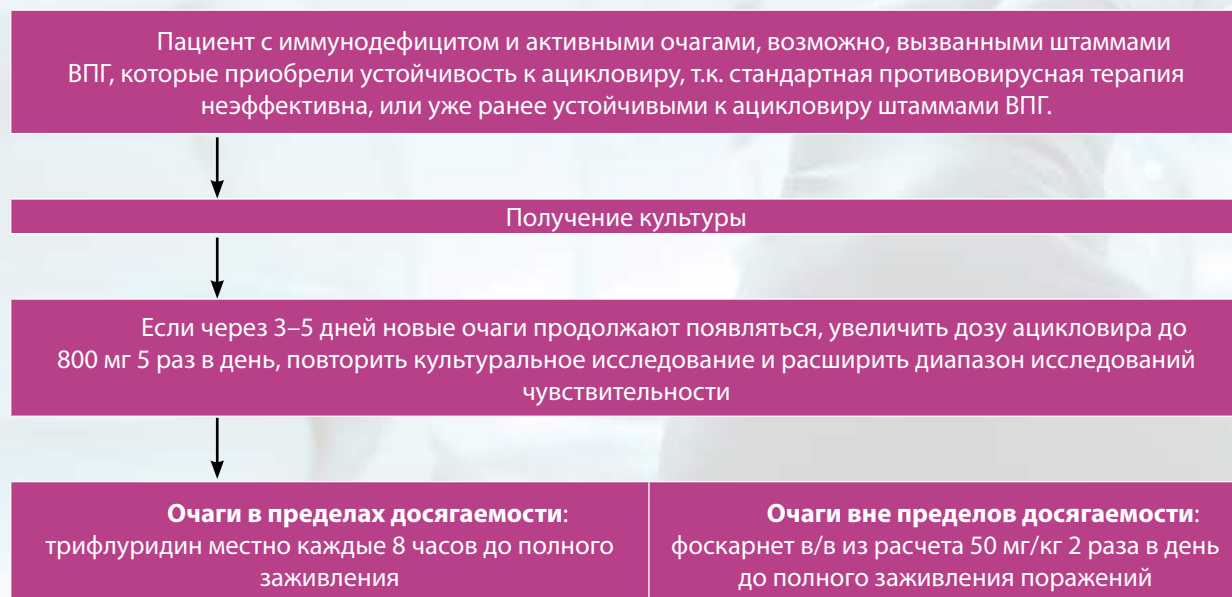 Пациент с иммунодефицитом и активными очагами, возможно, вызванными штаммами
ВПГ, которые приобрели устойчивость к ацикловиру, т.к. стандартная противовирусная терапия
неэффективна, или уже ранее устойчивыми к ацикловиру штаммами ВПГ.
Получение культуры
Если через 3–5 дней новые очаги продолжают появляться, увеличить дозу ацикловира до
800 мг 5 раз в день, повторить культуральное исследование и расширить диапазон исследований
чувствительности
Очаги в пределах досягаемости:
трифлуридин местно каждые 8 часов до полного
заживления
Очаги вне пределов досягаемости:
фоскарнет в/в из расчета 50 мг/кг 2 раза в день
до полного заживления поражений